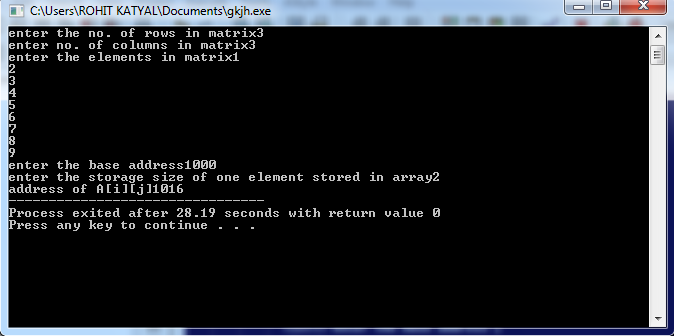 C:\Users\ROHIT KATYAL\Documents\gkjh.exe
enter the no. of rows in matrix3
enter no. of columns in matrix3
enter the elements in matrix1
2
3
4
5
6
7
8
9
enter the base address1000
enter the storage size of one element stored in array2
address of A[i][j]1016
--------------------------------
Process exited after 28.19 seconds with return value 0
Press any key to continue . . .